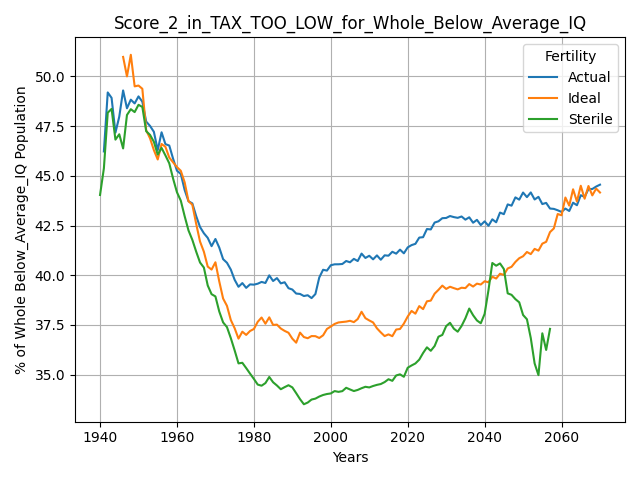 Score_2_in_TAX_TOO_LOW_for_Whole_Below_Average_IQ
% of Whole Below_Average_IQ Population
50.0
47.5
45.0
42.5
40.0
37.5
35.0
Fertility
Actual
Ideal
Sterile
1940 1960 1980 2000 2020 2040 2060
Years